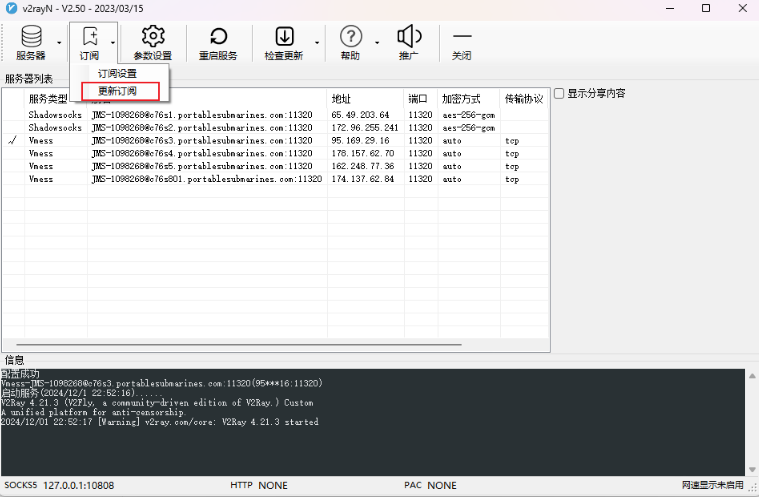 v2rayN - V2.50 - 2023/03/15
服务器 订阅 参数设置 重启服务 检查更新 帮助 推广 关闭
订阅设置
更新订阅
服务器列表
服务类型 地址 端口 加密方式 传输协议
Shadowsocks JMS-1098268@c76s1.portablesubmarines.com:11320 65.49.203.64 11320 aes-256-gcm
Shadowsocks JMS-1098268@c76s2.portablesubmarines.com:11320 172.96.255.241 11320 aes-256-gcm
Vmess JMS-1098268@c76s3.portablesubmarines.com:11320 95.169.29.16 11320 auto tcp
Vmess JMS-1098268@c76s4.portablesubmarines.com:11320 178.157.62.70 11320 auto tcp
Vmess JMS-1098268@c76s5.portablesubmarines.com:11320 162.248.77.36 11320 auto tcp
Vmess JMS-1098268@c76s801.portablesubmarines.com:11320 174.137.62.84 11320 auto tcp
显示分享内容
信息
配置成功
Vmess-JMS-1098268@c76s3.portablesubmarines.com:11320(95***16:11320)
启动服务(2024/12/1 22:52:16)......
V2Ray 4.21.3 (V2Fly, a community-driven edition of V2Ray.) Custom
A unified platform for anti-censorship.
2024/12/01 22:52:17 [Warning] v2ray.com/core: V2Ray 4.21.3 started
SOCKS5 127.0.0.1:10808 HTTP NONE PAC NONE 网速显示未启用